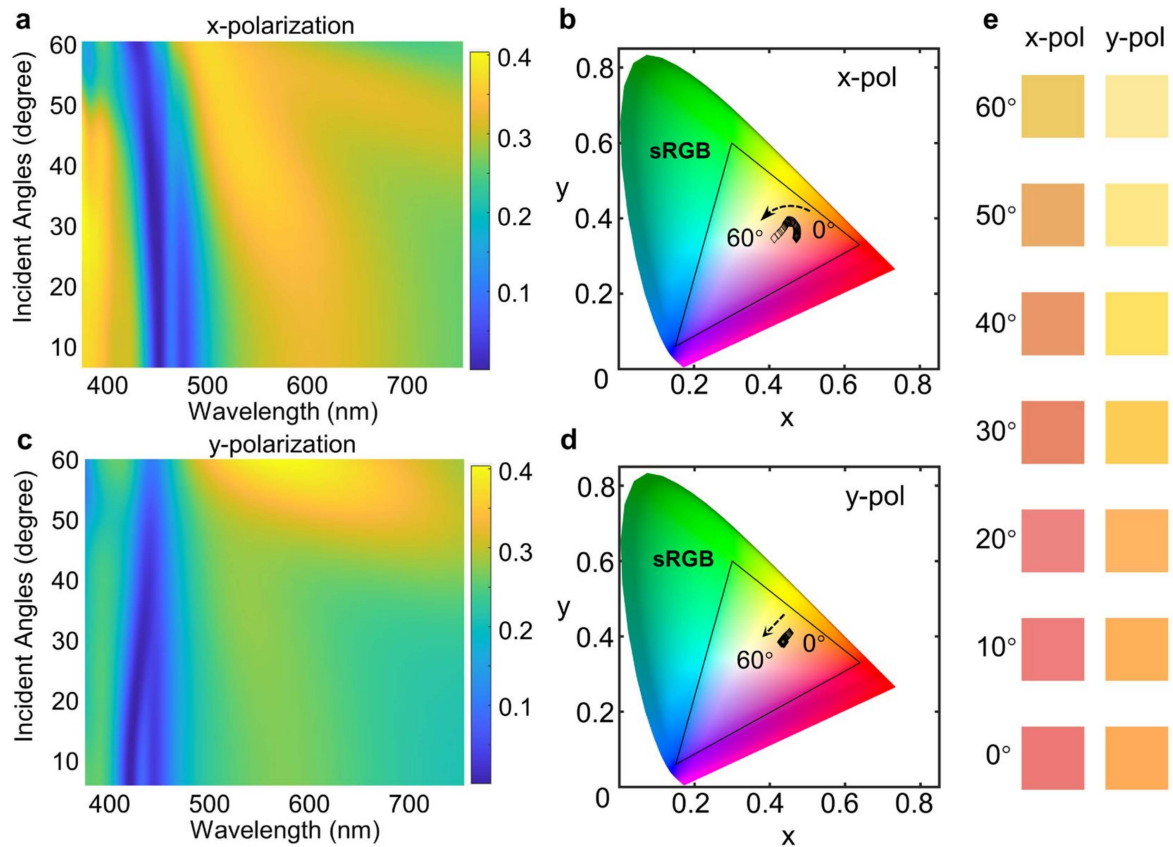 a
x-polarization
Incident Angles (degree)
60
50
40
30
20
10
400 500 600 700
Wavelength (nm)
0.4
0.3
0.2
0.1
b
x-pol
sRGB
y
0.8
0.6
0.4
0.2
0
60° 0°
0.2 0.4 0.6 0.8
x
c
y-polarization
Incident Angles (degree)
60
50
40
30
20
10
400 500 600 700
Wavelength (nm)
0.4
0.3
0.2
0.1
d
y-pol
sRGB
y
0.8
0.6
0.4
0.2
0
60° 0°
0.2 0.4 0.6 0.8
x
e
x-pol y-pol
60°
50°
40°
30°
20°
10°
0°